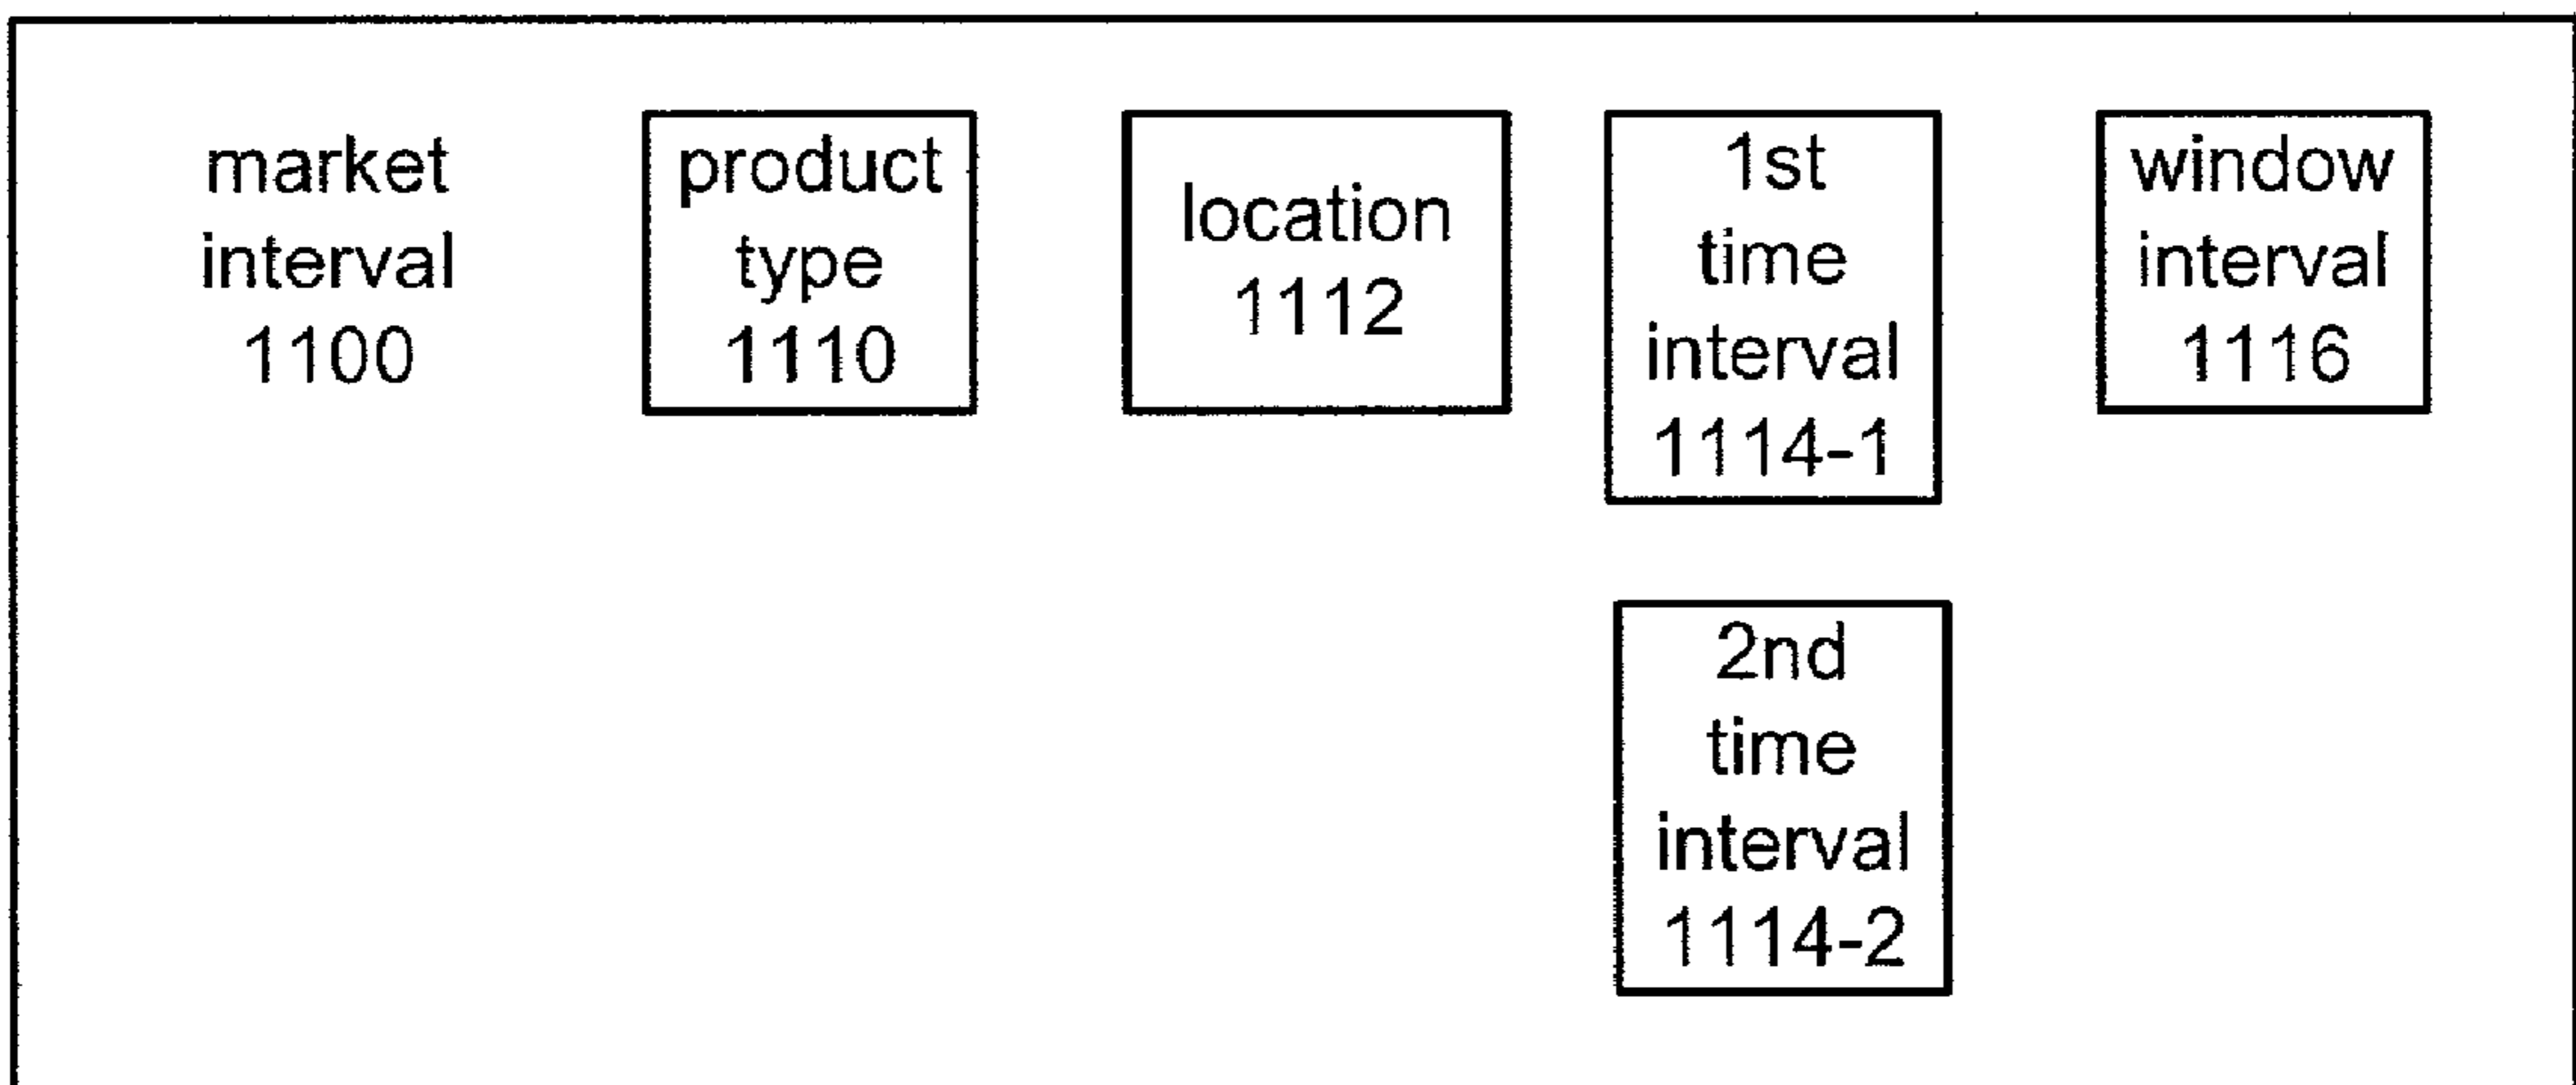 market
interval
1100
product
type
1110
location
1112
1st
time
interval
1114-1
window
interval
1116
2nd
time
interval
1114-2